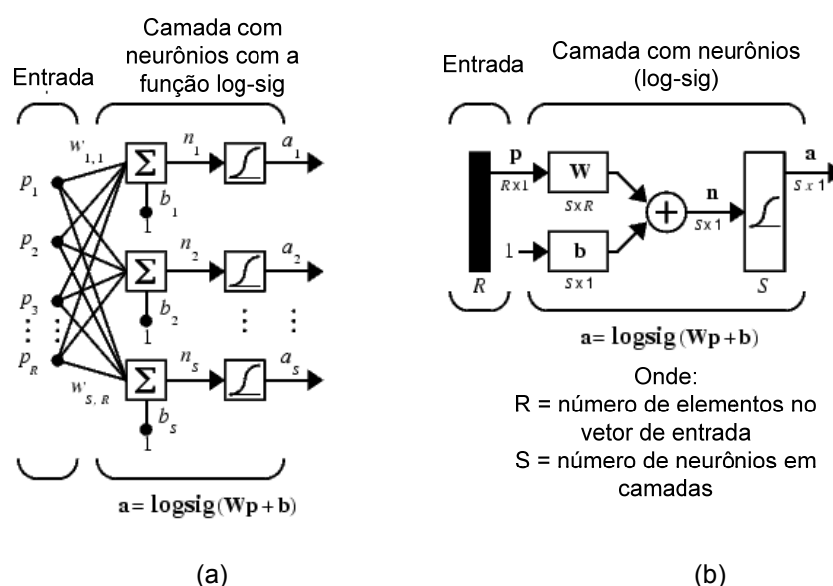 Camada com
neurônios com a
função log-sig
Entrada
w1,1
n1
a1
p1
Σ
b1
1
p2
n2
a2
Σ
b2
1
p3
pR
wS,R
nS
aS
Σ
bS
1
a= logsig (Wp+b)
(a)
Camada com neurônios
(log-sig)
Entrada
p
R x 1
W
S x R
a
S x 1
n
S x 1
+
1
b
S x 1
R
S
a= logsig (Wp+b)
Onde:
R = número de elementos no
vetor de entrada
S = número de neurônios em
camadas
(b)